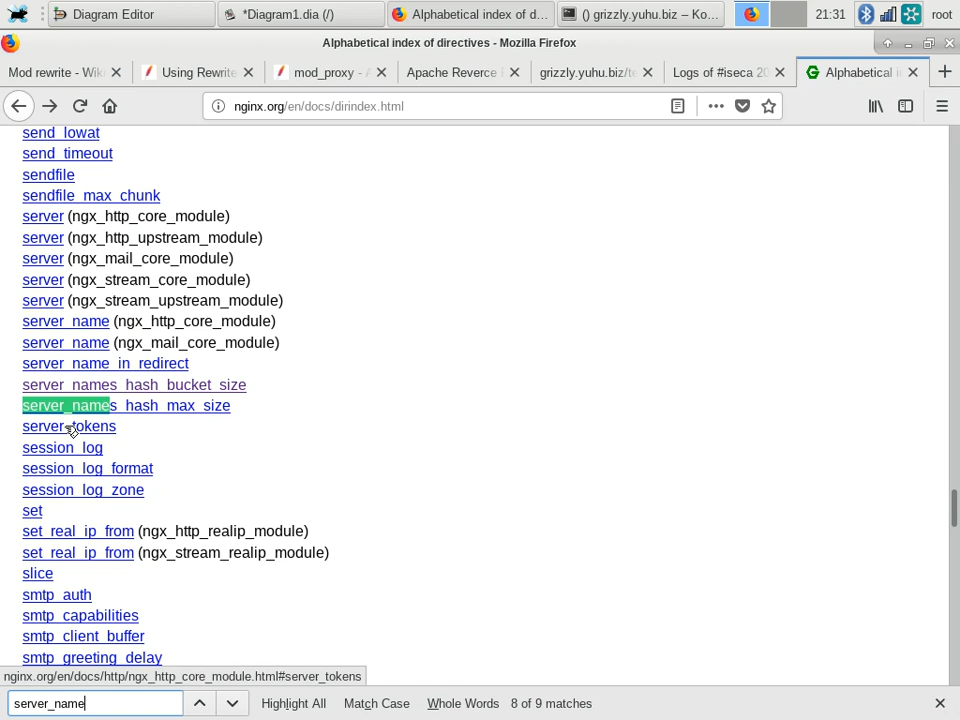 Diagram Editor
*Diagram1.dia (/)
Alphabetical index of d...
() grizzly.yuhu.biz – Ko...
21:31
root
Alphabetical index of directives - Mozilla Firefox
Mod rewrite - Wik
Using Rewrite
mod_proxy - A
Apache Reverce
grizzly.yuhu.biz/te
Logs of #iseca 20
Alphabetical i
nginx.org/en/docs/dirindex.html
send_lowat
send_timeout
sendfile
sendfile_max_chunk
server (ngx_http_core_module)
server (ngx_http_upstream_module)
server (ngx_mail_core_module)
server (ngx_stream_core_module)
server (ngx_stream_upstream_module)
server_name (ngx_http_core_module)
server_name (ngx_mail_core_module)
server_name_in_redirect
server_names_hash_bucket_size
server_names_hash_max_size
server_tokens
session_log
session_log_format
session_log_zone
set
set_real_ip_from (ngx_http_realip_module)
set_real_ip_from (ngx_stream_realip_module)
slice
smtp_auth
smtp_capabilities
smtp_client_buffer
smtp_greeting_delay
nginx.org/en/docs/http/ngx_http_core_module.html#server_tokens
server_name
Highlight All
Match Case
Whole Words
8 of 9 matches